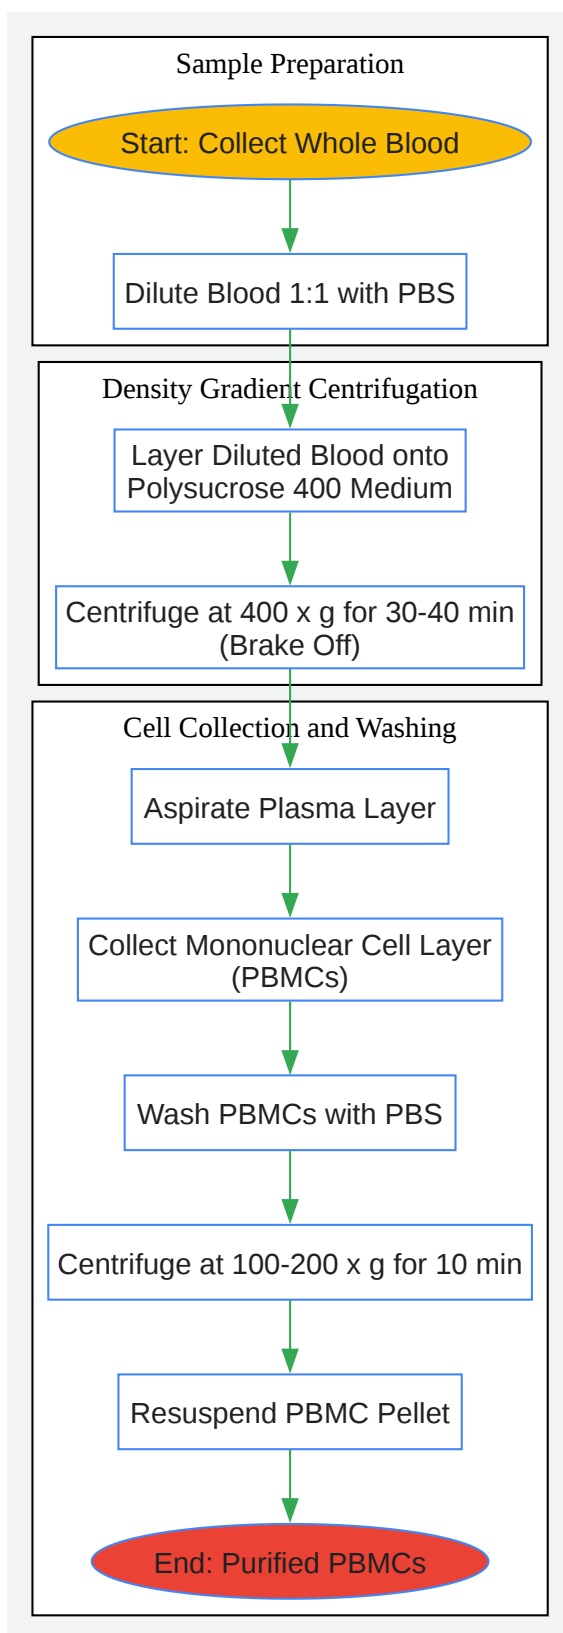 Sample Preparation
Start: Collect Whole Blood
Dilute Blood 1:1 with PBS
Density Gradient Centrifugation
Layer Diluted Blood onto
Polysucrose 400 Medium
Centrifuge at 400 x g for 30-40 min
(Brake Off)
Cell Collection and Washing
Aspirate Plasma Layer
Collect Mononuclear Cell Layer
(PBMCs)
Wash PBMCs with PBS
Centrifuge at 100-200 x g for 10 min
Resuspend PBMC Pellet
End: Purified PBMCs